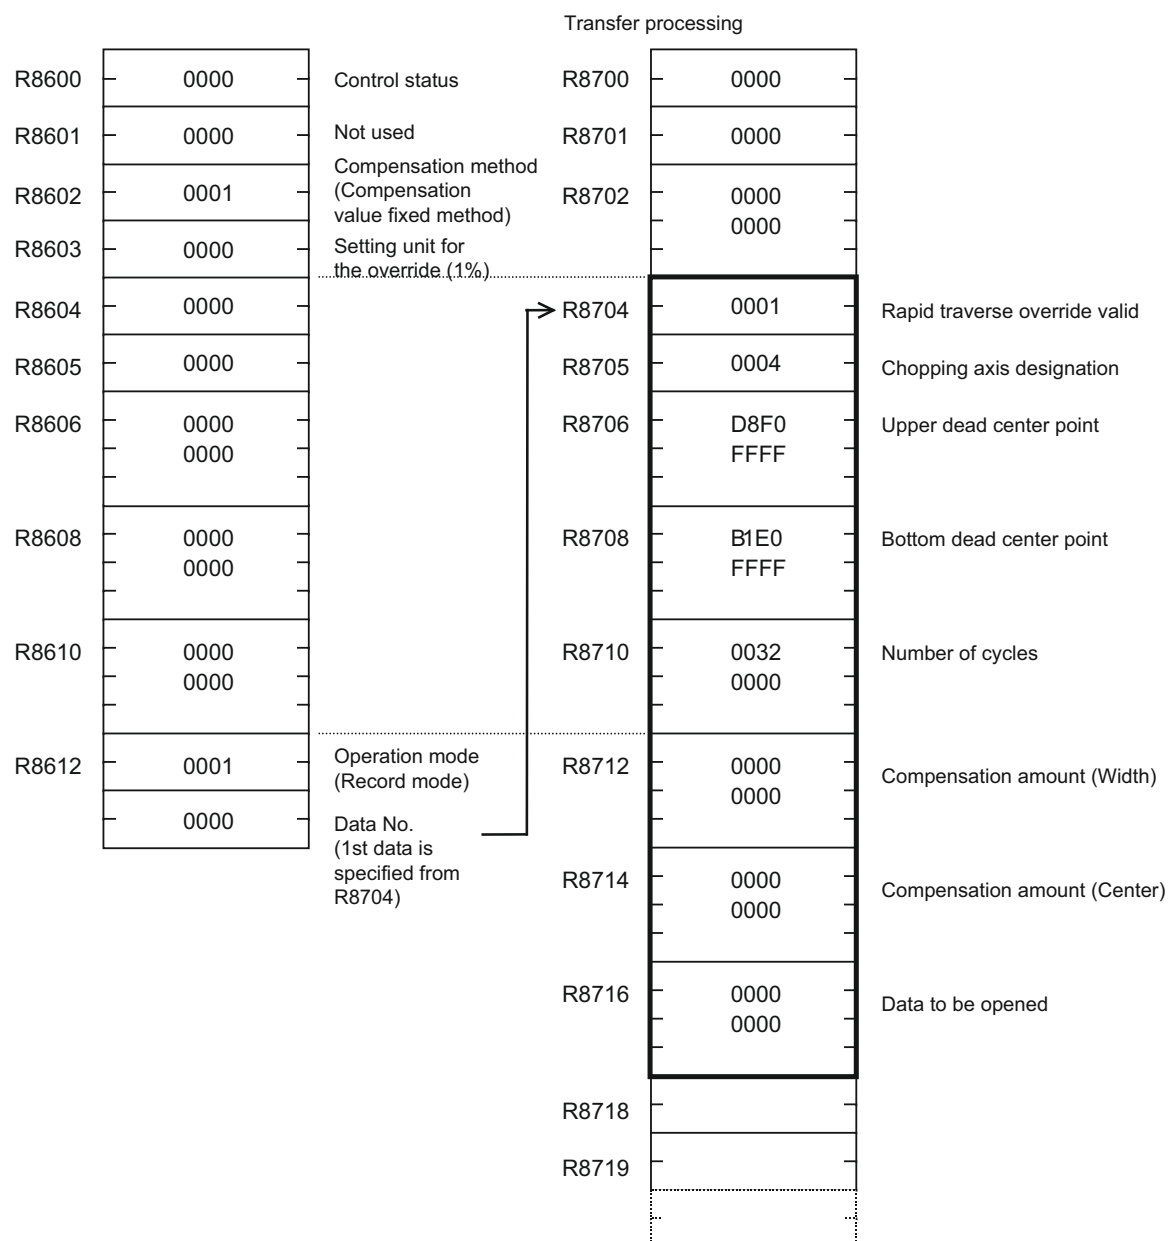 Transfer processing
R8600 0000 Control status R8700 0000
R8601 0000 Not used R8701 0000
R8602 0001 Compensation method
(Compensation
value fixed method) R8702 0000
0000
R8603 0000 Setting unit for
the override (1%)
R8604 0000 R8704 0001 Rapid traverse override valid
R8605 0000 R8705 0004 Chopping axis designation
R8606 0000 R8706 D8F0 Upper dead center point
0000 FFFF
R8608 0000 R8708 B1E0 Bottom dead center point
0000 FFFF
R8610 0000 R8710 0032 Number of cycles
0000 0000
R8612 0001 Operation mode
(Record mode) R8712 0000 Compensation amount (Width)
0000
0000 Data No.
(1st data is
specified from
R8704)
R8714 0000 Compensation amount (Center)
0000
R8716 0000 Data to be opened
0000
R8718
R8719